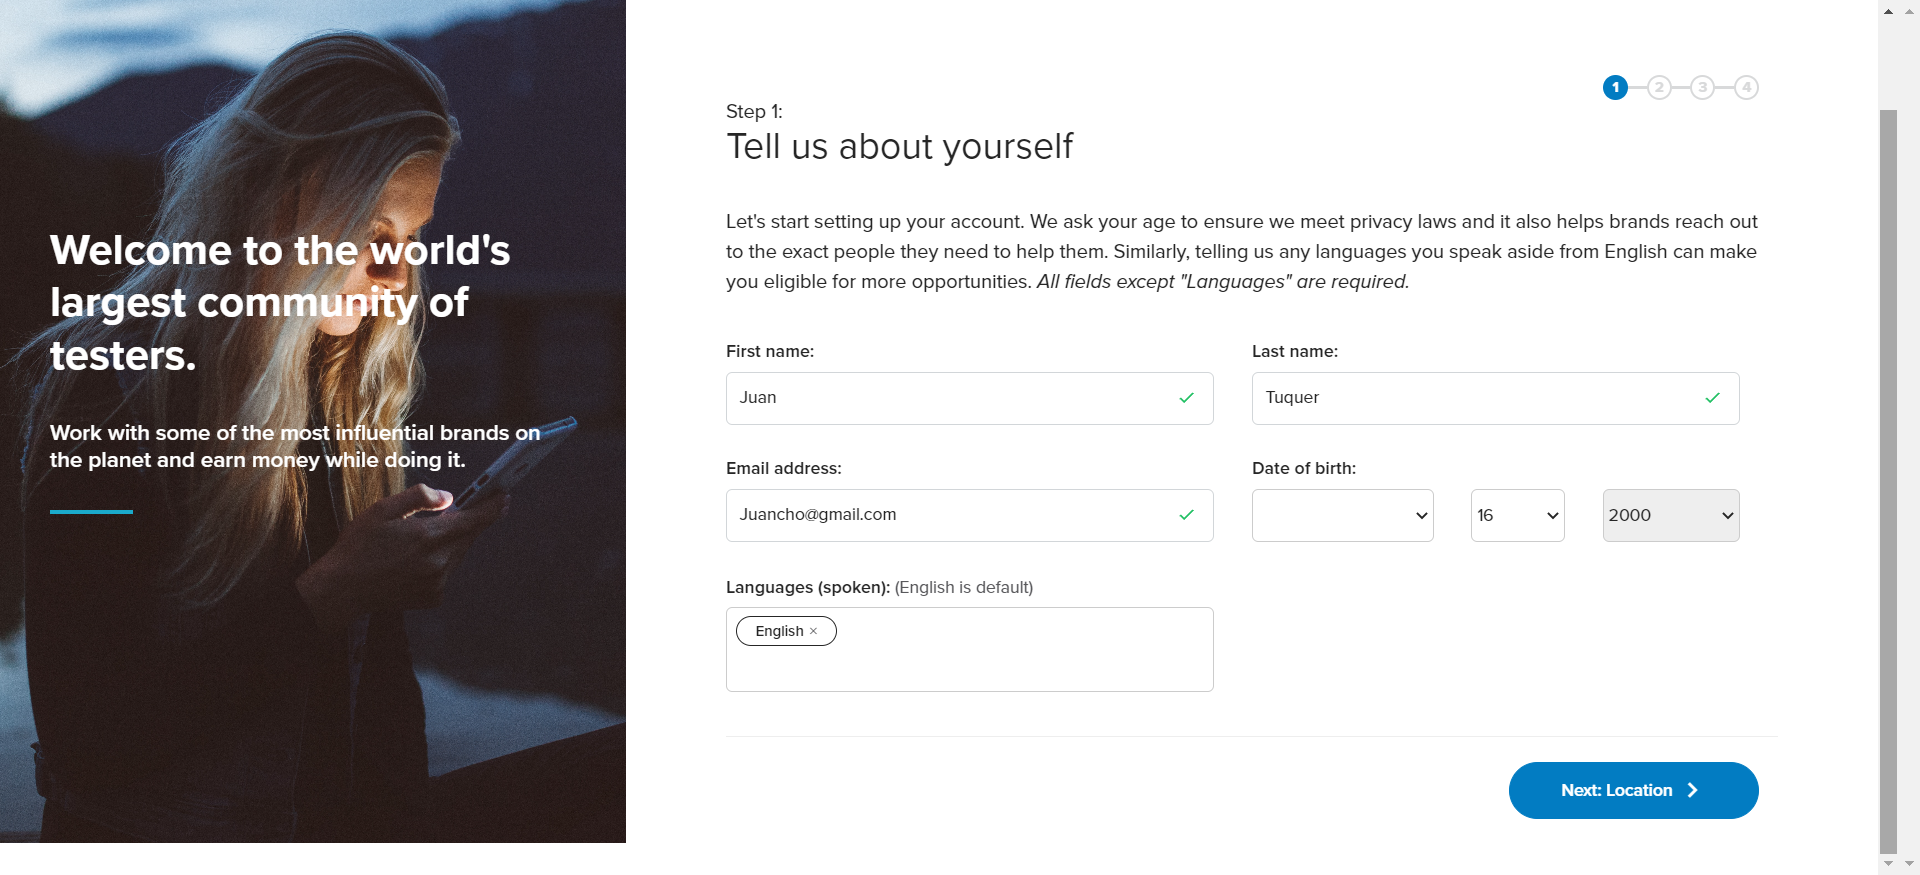 Welcome to the world's
largest community of
testers.
Work with some of the most influential brands on
the planet and earn money while doing it.
1 2 3 4
Step 1:
Tell us about yourself
Let's start setting up your account. We ask your age to ensure we meet privacy laws and it also helps brands reach out
to the exact people they need to help them. Similarly, telling us any languages you speak aside from English can make
you eligible for more opportunities. All fields except "Languages" are required.
First name:
Juan
Last name:
Tuquer
Email address:
Juancho@gmail.com
Date of birth:
16 2000
Languages (spoken): (English is default)
English ×
Next: Location